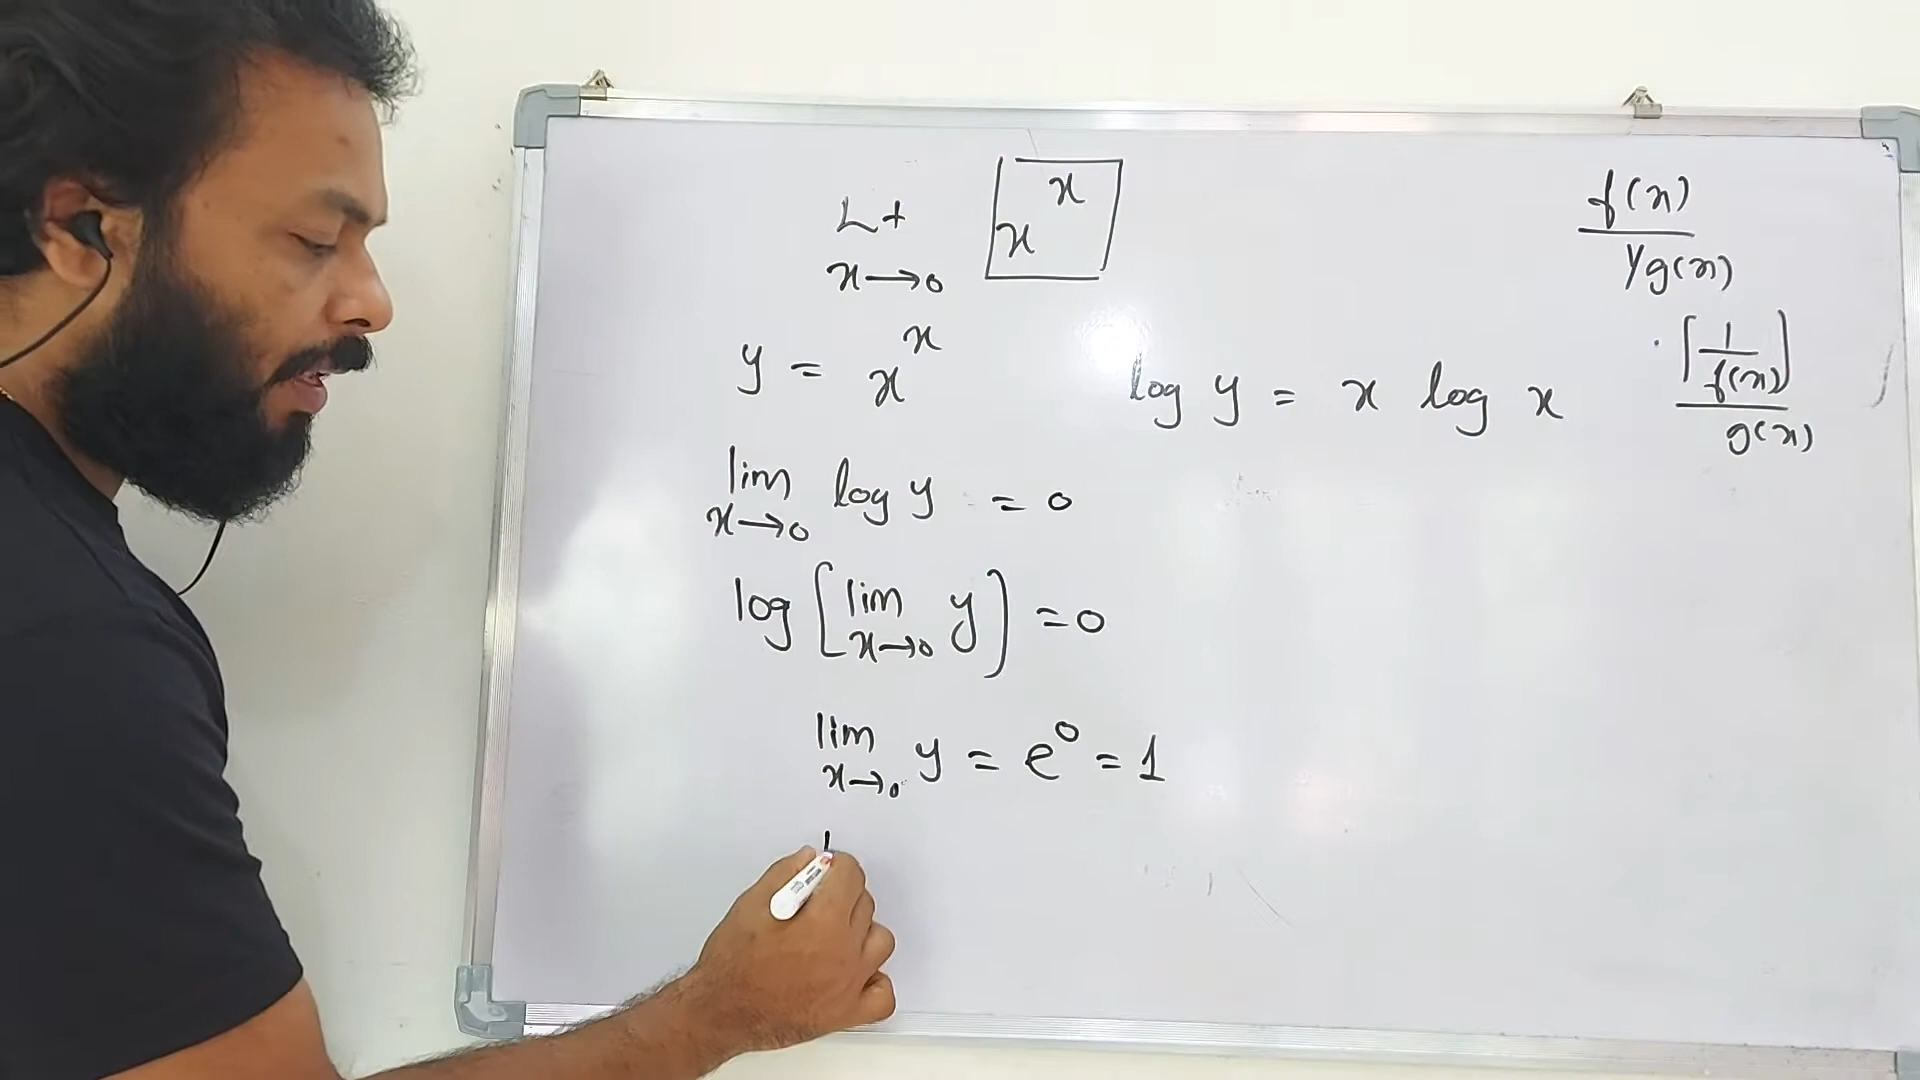 Lt x→0 x^x
y = x^x
log y = x log x
lim x→0 log y = 0
log [lim x→0 y] = 0
lim x→0 y = e^0 = 1
f(x)
1/g(x)
[1/f(x)]
g(x)